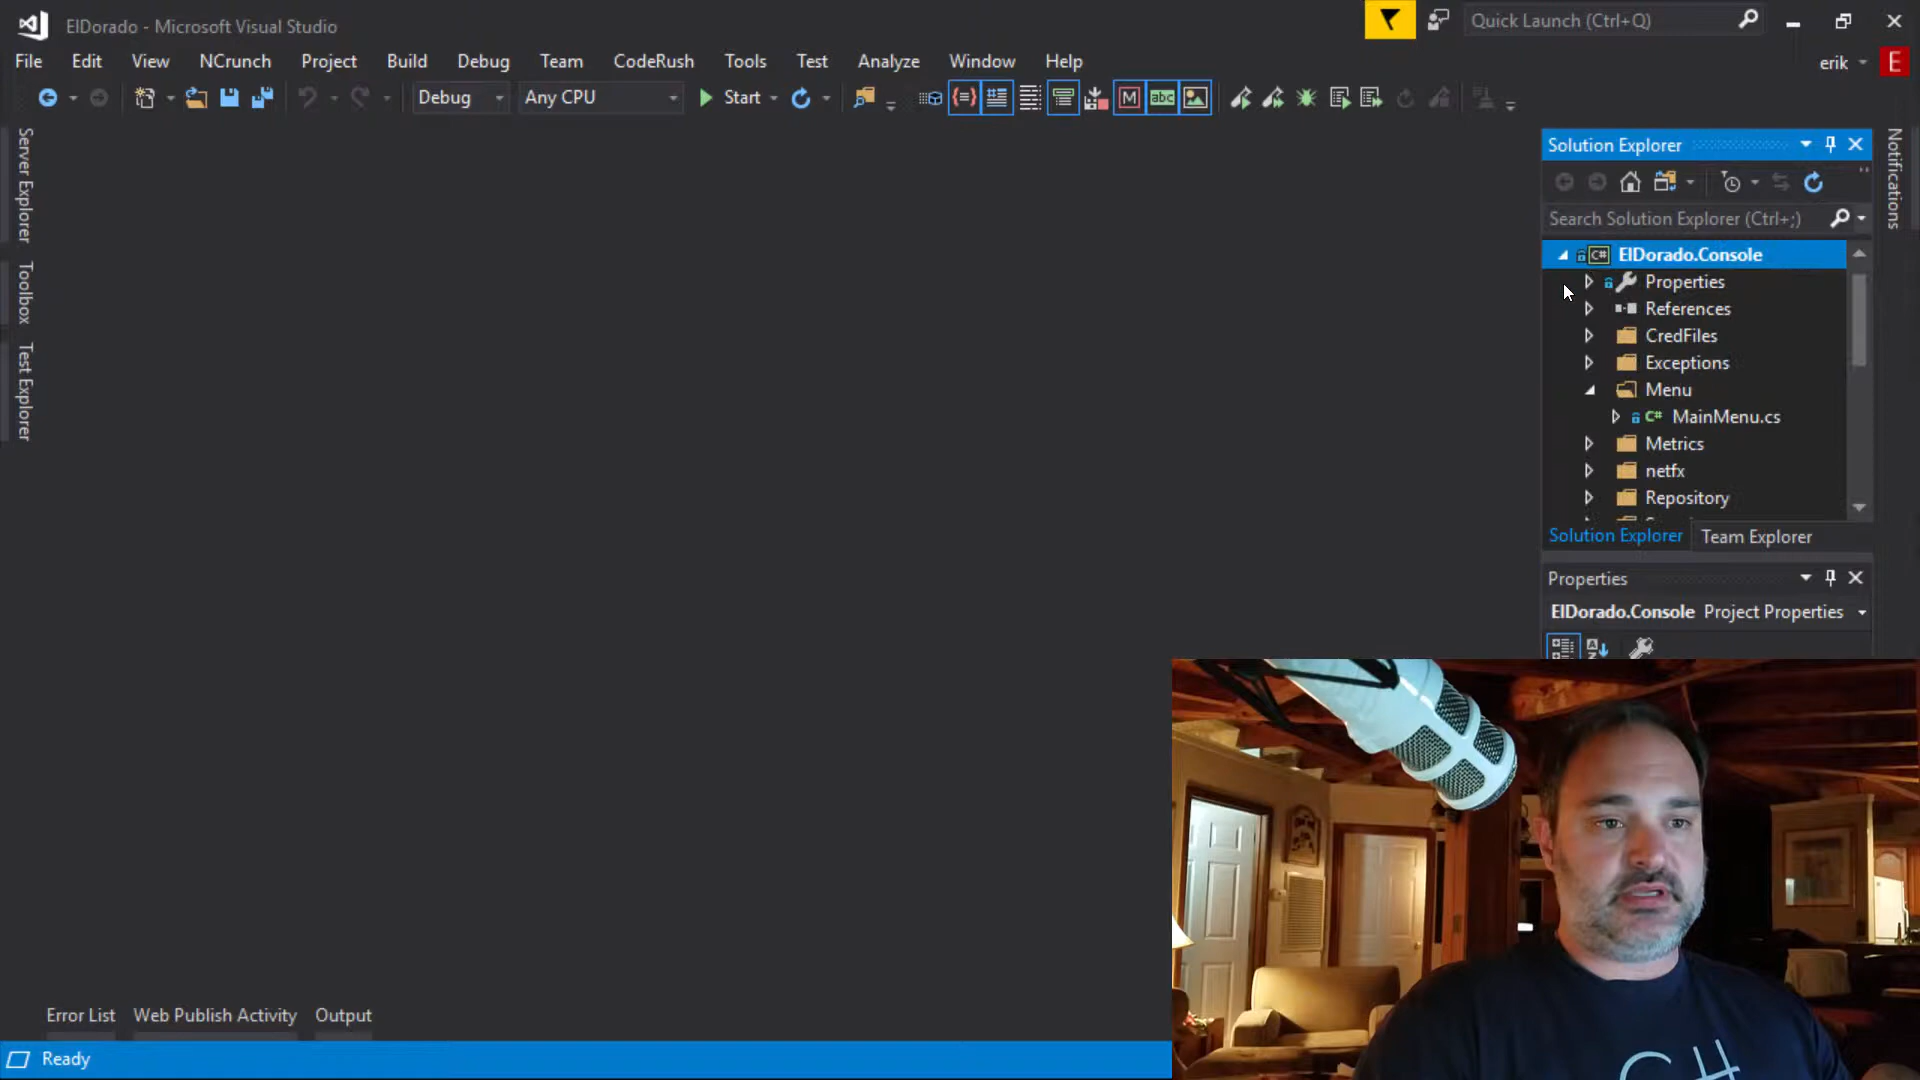 ElDorado - Microsoft Visual Studio
Quick Launch (Ctrl+Q)
File Edit View NCrunch Project Build Debug Team CodeRush Tools Test Analyze Window Help
erik E
Debug Any CPU Start M abc
Server Explorer
Toolbox
Test Explorer
Solution Explorer
Notifications
Search Solution Explorer (Ctrl+;)
C# ElDorado.Console
Properties
References
CredFiles
Exceptions
Menu
C# MainMenu.cs
Metrics
netfx
Repository
Solution Explorer Team Explorer
Properties
ElDorado.Console Project Properties
C#
Error List Web Publish Activity Output
Ready